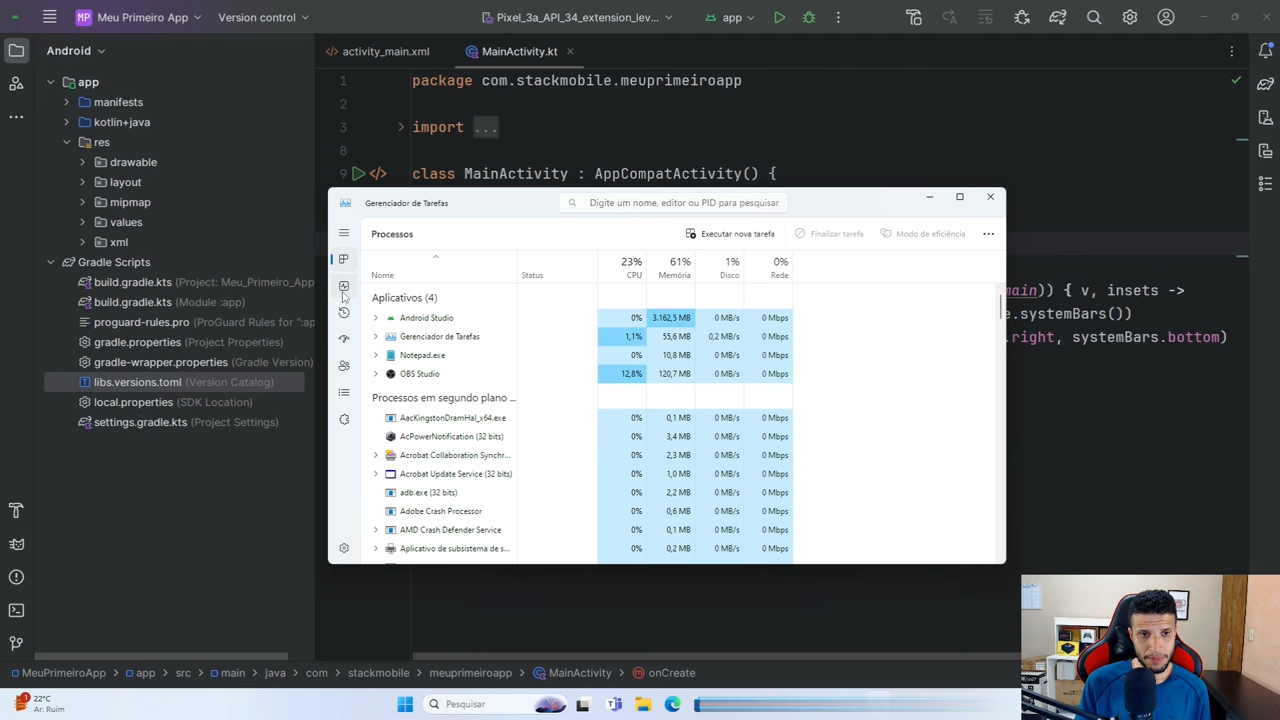 MP Meu Primeiro App Version control Pixel_3a_API_34_extension_lev... app
Android
activity_main.xml MainActivity.kt
app
manifests
kotlin+java
res
drawable
layout
mipmap
values
xml
Gradle Scripts
build.gradle.kts (Project: Meu_Primeiro_App
build.gradle.kts (Module :app)
proguard-rules.pro (ProGuard Rules for ":ap
gradle.properties (Project Properties)
gradle-wrapper.properties (Gradle Version)
libs.versions.toml (Version Catalog)
local.properties (SDK Location)
settings.gradle.kts (Project Settings)
1 package com.stackmobile.meuprimeiroapp
2
3 import ...
8
9 class MainActivity : AppCompatActivity() {
main)) { v, insets ->
e.systemBars())
.right, systemBars.bottom)
Gerenciador de Tarefas Digite um nome, editor ou PID para pesquisar
Processos Executar nova tarefa Finalizar tarefa Modo de eficiência
23% 61% 1% 0%
Nome Status CPU Memória Disco Rede
Aplicativos (4)
Android Studio 0% 3.162,5 MB 0 MB/s 0 Mbps
Gerenciador de Tarefas 1,1% 55,6 MB 0,2 MB/s 0 Mbps
Notepad.exe 0% 10,8 MB 0 MB/s 0 Mbps
OBS Studio 12,8% 120,7 MB 0 MB/s 0 Mbps
Processos em segundo plano ...
AacKingstonDramHal_x64.exe 0% 0,1 MB 0 MB/s 0 Mbps
AcPowerNotification (32 bits) 0% 3,4 MB 0 MB/s 0 Mbps
Acrobat Collaboration Synchr... 0% 2,3 MB 0 MB/s 0 Mbps
Acrobat Update Service (32 bits) 0% 1,0 MB 0 MB/s 0 Mbps
adb.exe (32 bits) 0% 2,2 MB 0 MB/s 0 Mbps
Adobe Crash Processor 0% 0,6 MB 0 MB/s 0 Mbps
AMD Crash Defender Service 0% 0,1 MB 0 MB/s 0 Mbps
Aplicativo de subsistema de s... 0% 0,2 MB 0 MB/s 0 Mbps
MeuPrimeiroApp app src main java com stackmobile meuprimeiroapp MainActivity onCreate
1 22°C
Ar: Ruim
Pesquisar